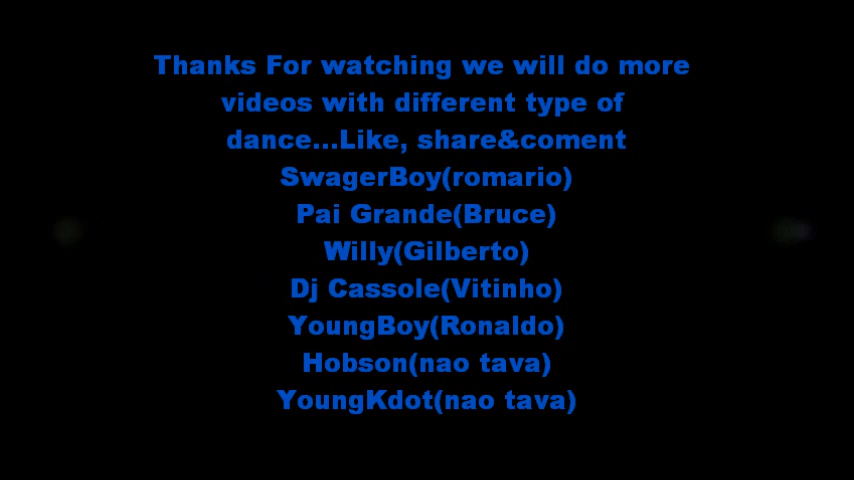 Thanks For watching we will do more
videos with different type of
dance...Like, share&coment
SwagerBoy(romario)
Pai Grande(Bruce)
Willy(Gilberto)
Dj Cassole(Vitinho)
YoungBoy(Ronaldo)
Hobson(nao tava)
YoungKdot(nao tava)